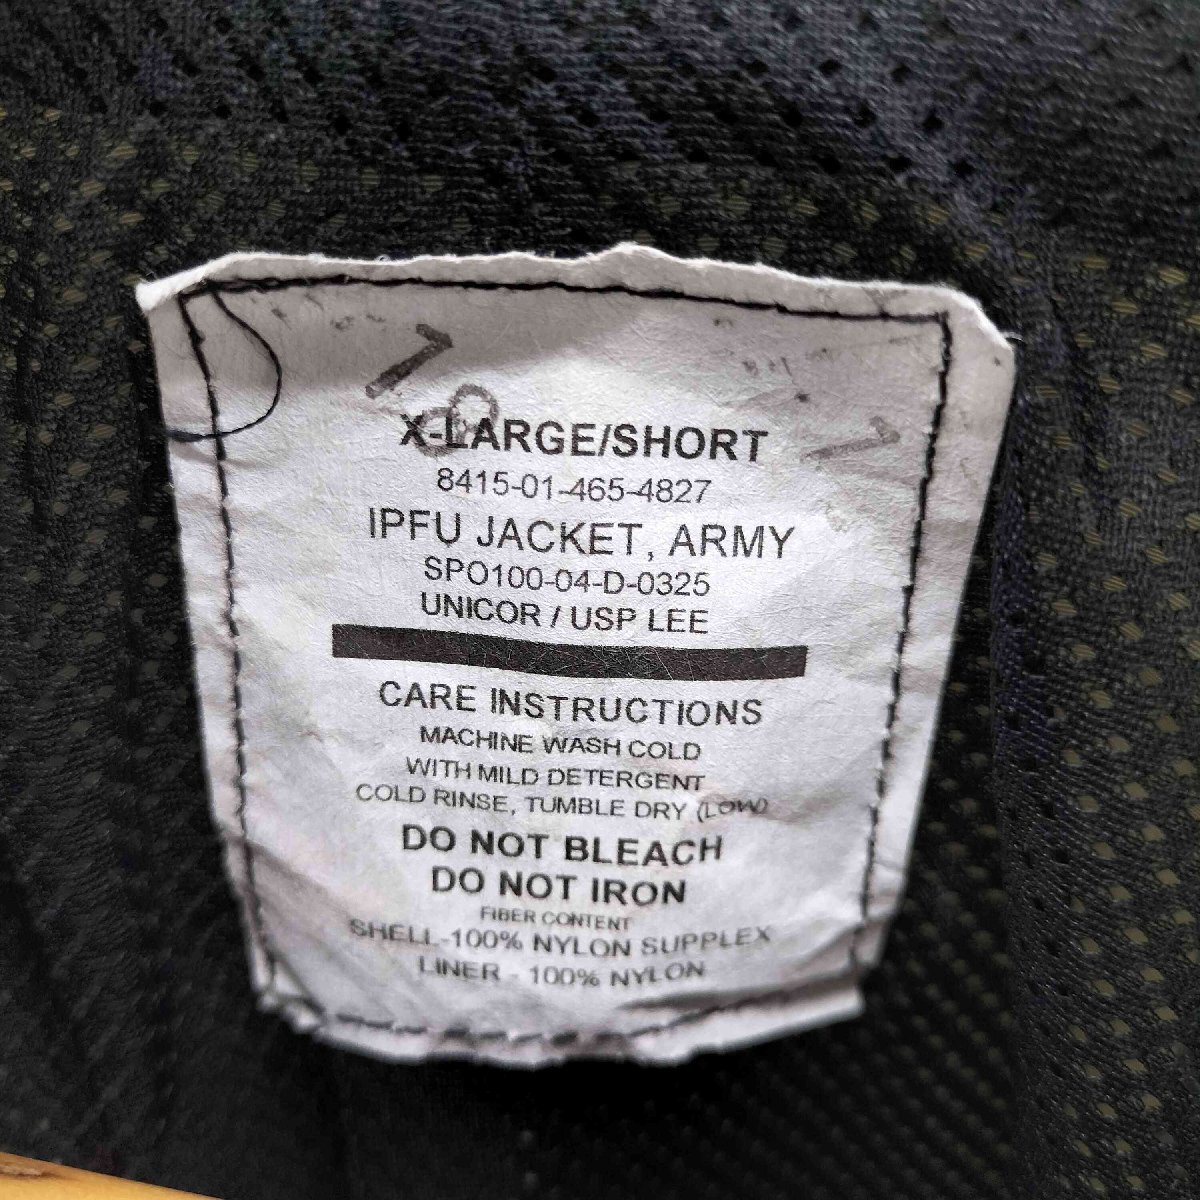 X-LARGE/SHORT
8415-01-465-4827
IPFU JACKET, ARMY
SPO100-04-D-0325
UNICOR / USP LEE
CARE INSTRUCTIONS
MACHINE WASH COLD
WITH MILD DETERGENT
COLD RINSE, TUMBLE DRY (LOW)
DO NOT BLEACH
DO NOT IRON
FIBER CONTENT
SHELL-100% NYLON SUPPLEX
LINER - 100% NYLON